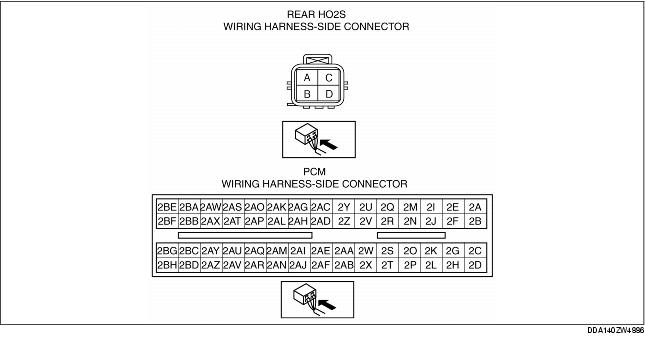 REAR HO2S
WIRING HARNESS-SIDE CONNECTOR
A C
B D
PCM
WIRING HARNESS-SIDE CONNECTOR
2BE 2BA 2AW 2AS 2AO 2AK 2AG 2AC 2Y 2U 2Q 2M 2I 2E 2A
2BF 2BB 2AX 2AT 2AP 2AL 2AH 2AD 2Z 2V 2R 2N 2J 2F 2B
2BG 2BC 2AY 2AU 2AQ 2AM 2AI 2AE 2AA 2W 2S 2O 2K 2G 2C
2BH 2BD 2AZ 2AV 2AR 2AN 2AJ 2AF 2AB 2X 2T 2P 2L 2H 2D
DDA140ZW4886